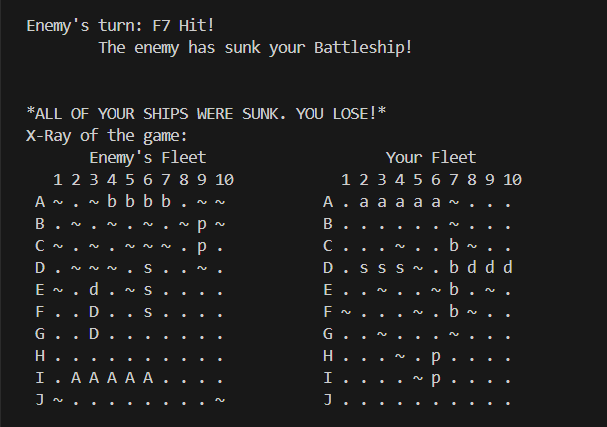 Enemy's turn: F7 Hit!
The enemy has sunk your Battleship!
*ALL OF YOUR SHIPS WERE SUNK. YOU LOSE!*
X-Ray of the game:
Enemy's Fleet Your Fleet
1 2 3 4 5 6 7 8 9 10 1 2 3 4 5 6 7 8 9 10
A ~ . ~ b b b b . ~ ~ A . a a a a a ~ . . .
B . ~ . ~ . ~ . ~ p ~ B . . . . . . ~ . . .
C ~ . ~ . ~ ~ ~ . p . C . . . ~ . . b ~ . .
D . ~ ~ ~ . s . . ~ . D . s s s ~ . b d d d
E ~ . d . ~ s . . . . E . . ~ . . ~ b . ~ .
F . . D . . s . . . . F ~ . . . ~ . b ~ . .
G . . D . . . . . . . G . . ~ . . . ~ . . .
H . . . . . . . . . . H . . . ~ . p . . . .
I . A A A A A . . . . I . . . . ~ p . . . .
J ~ . . . . . . . . ~ J . . . . . . . . . .